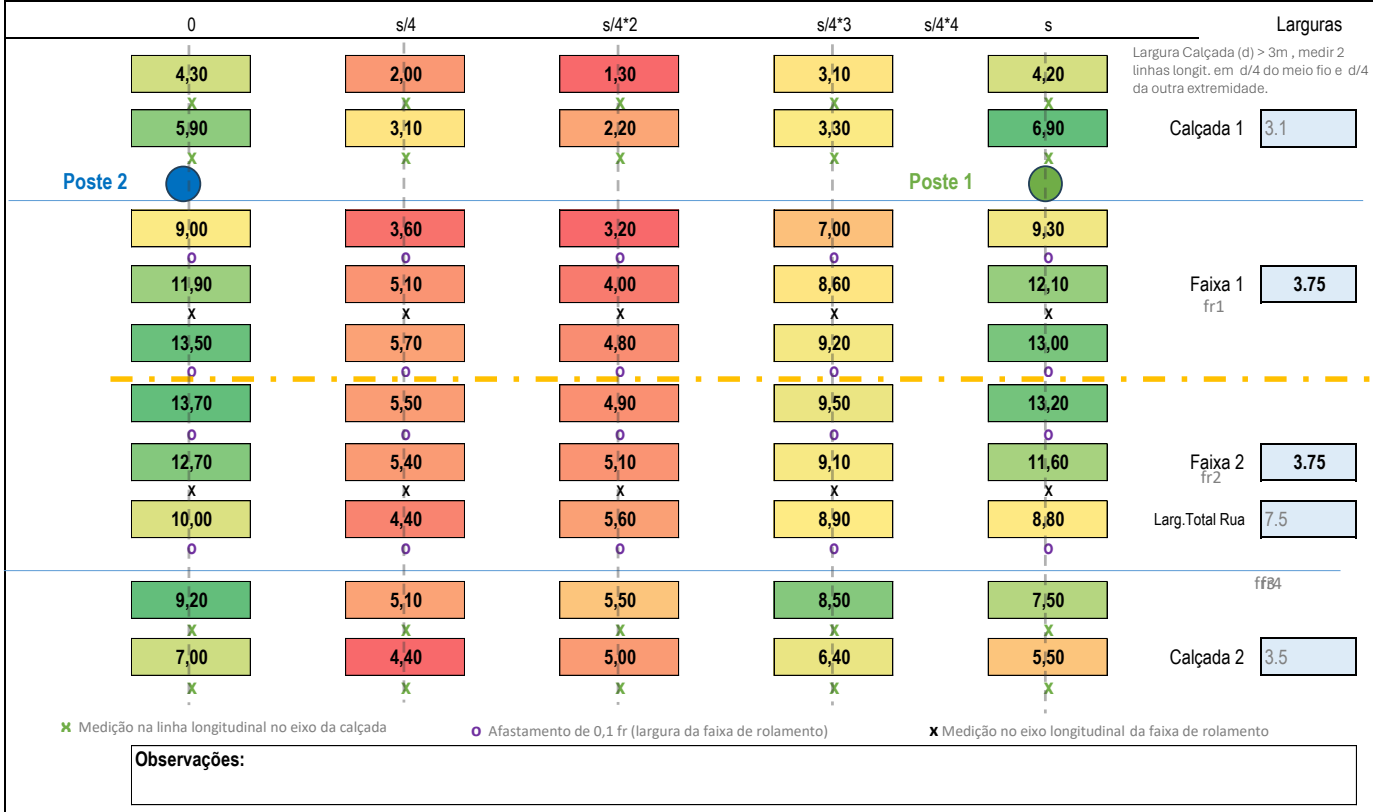 0 s/4 s/4*2 s/4*3 s/4*4 s Larguras
Largura Calçada (d) > 3m , medir 2
linhas longit. em d/4 do meio fio e d/4
da outra extremidade.
4,30 2,00 1,30 3,10 4,20
x x x x x
5,90 3,10 2,20 3,30 6,90 Calçada 1 3.1
x x x x x
Poste 2 Poste 1
9,00 3,60 3,20 7,00 9,30
o o o o o
11,90 5,10 4,00 8,60 12,10 Faixa 1 3.75
fr1
x x x x x
13,50 5,70 4,80 9,20 13,00
o o o o o
13,70 5,50 4,90 9,50 13,20
o o o o o
12,70 5,40 5,10 9,10 11,60 Faixa 2 3.75
fr2
x x x x x
10,00 4,40 5,60 8,90 8,80 Larg.Total Rua 7.5
o o o o o
9,20 5,10 5,50 8,50 7,50
x x x x x
7,00 4,40 5,00 6,40 5,50 Calçada 2 3.5
x x x x x
x Medição na linha longitudinal no eixo da calçada o Afastamento de 0,1 fr (largura da faixa de rolamento) x Medição no eixo longitudinal da faixa de rolamento
Observações: